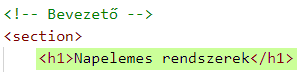 <!-- Bevezető -->
<section>
<h1>Napelemes rendszerek</h1>